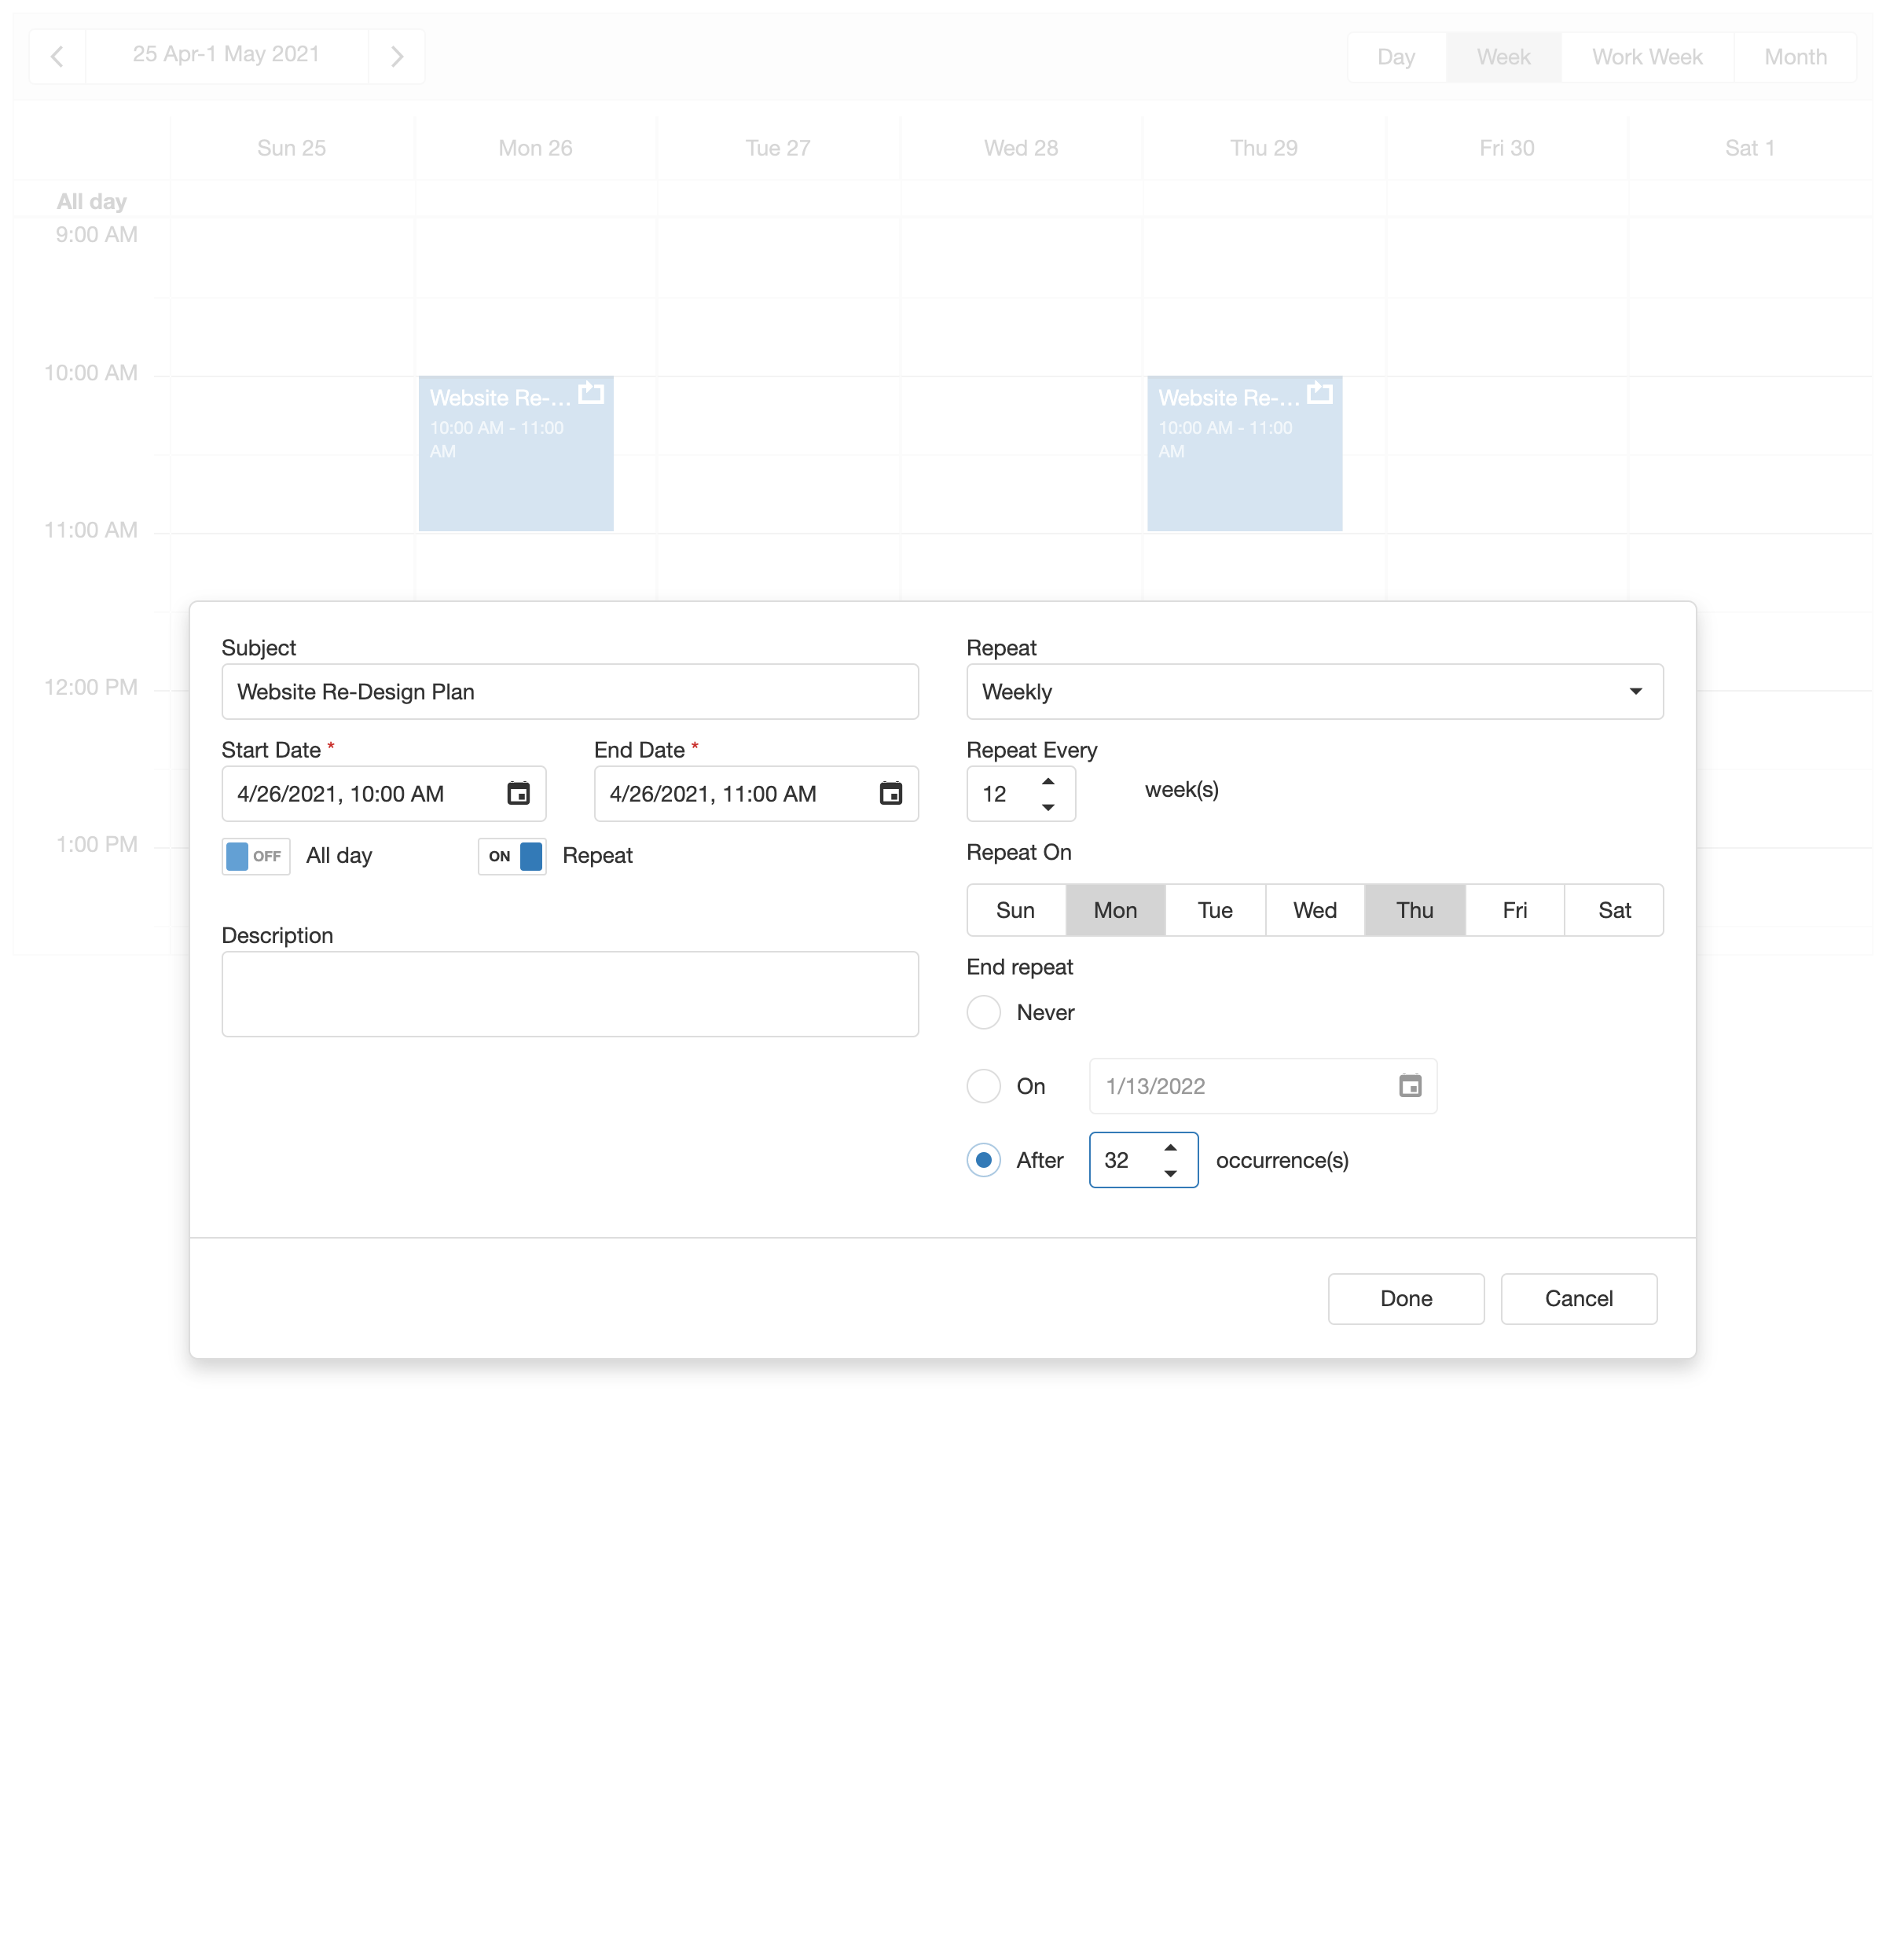 25 Apr-1 May 2021
Day Week Work Week Month
Sun 25 Mon 26 Tue 27 Wed 28 Thu 29 Fri 30 Sat 1
All day
9:00 AM
10:00 AM
Website Re-...
10:00 AM - 11:00
AM
Website Re-...
10:00 AM - 11:00
AM
11:00 AM
12:00 PM
1:00 PM
Subject
Website Re-Design Plan
Start Date * End Date *
4/26/2021, 10:00 AM 4/26/2021, 11:00 AM
OFF All day ON Repeat
Description
Repeat
Weekly
Repeat Every
12 week(s)
Repeat On
Sun Mon Tue Wed Thu Fri Sat
End repeat
Never
On 1/13/2022
After 32 occurrence(s)
Done Cancel